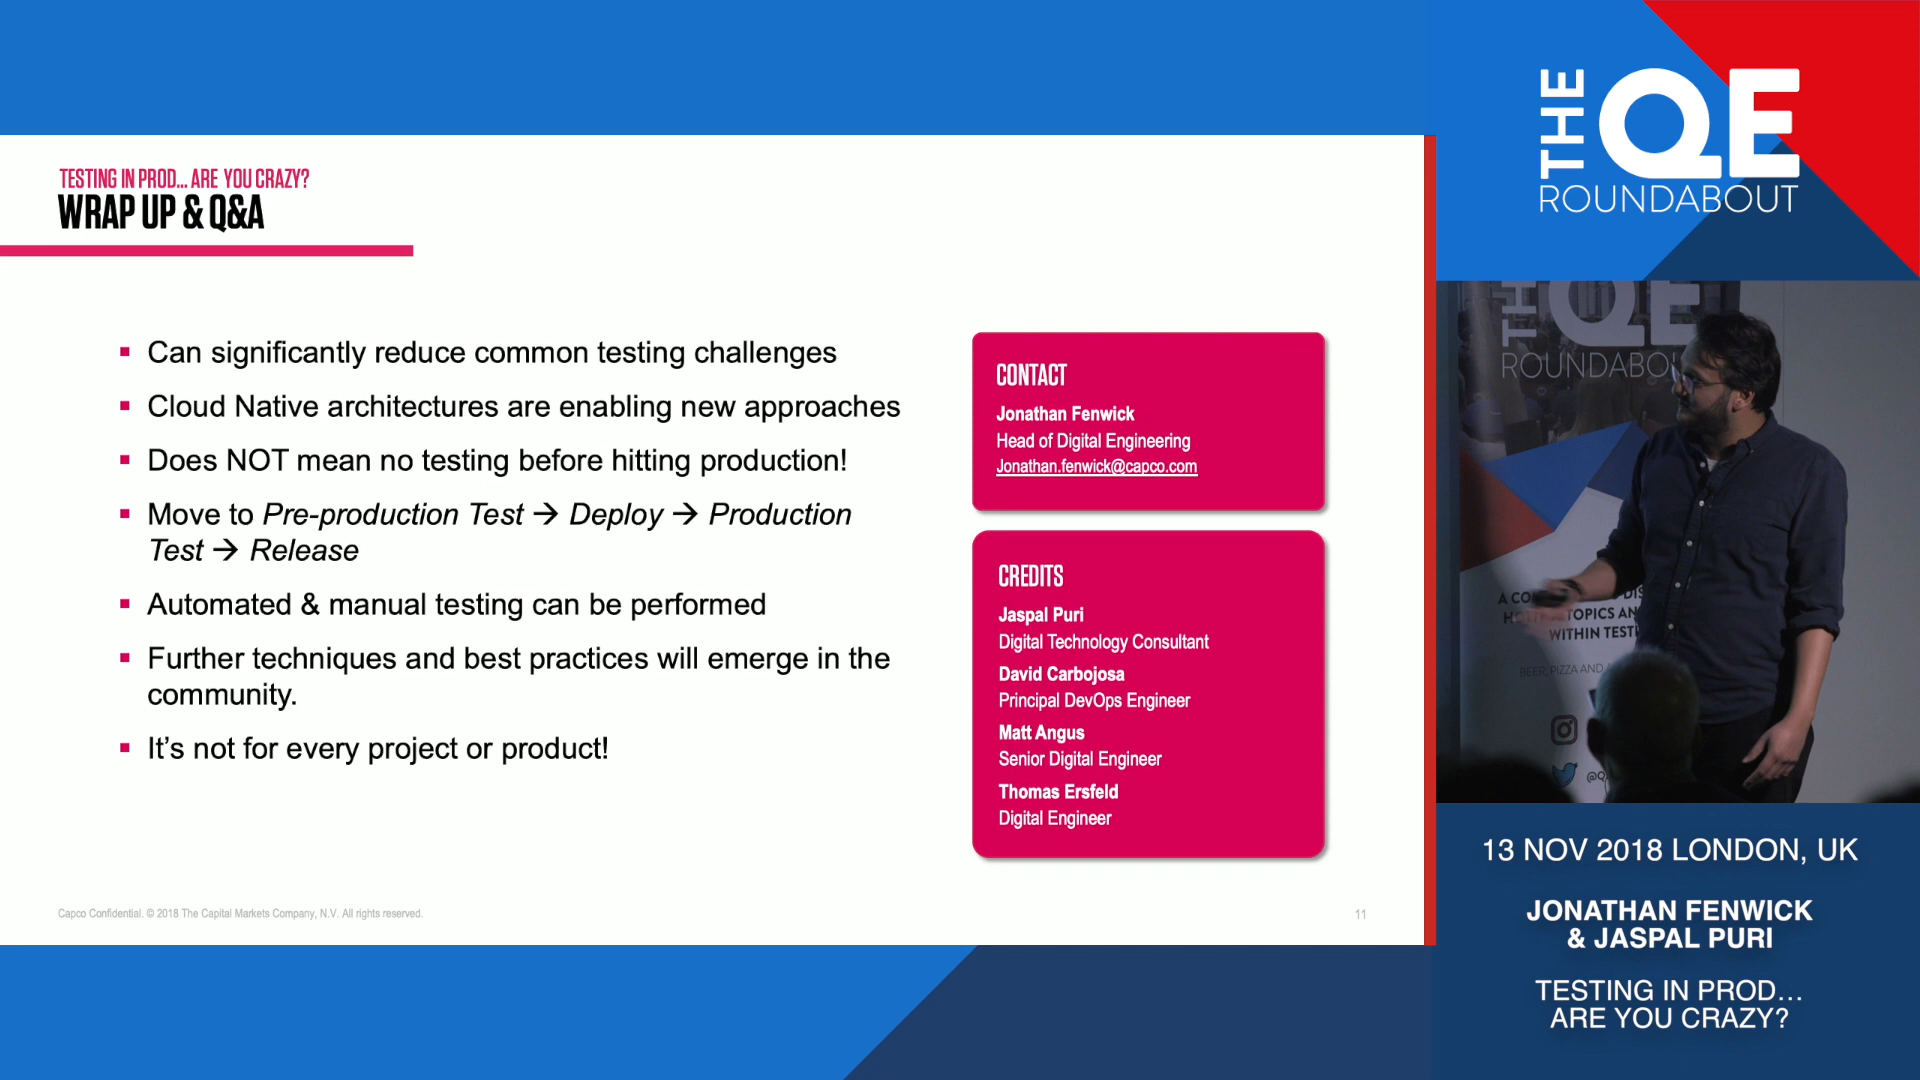 TESTING IN PROD... ARE YOU CRAZY?
WRAP UP & Q&A
▪ Can significantly reduce common testing challenges
▪ Cloud Native architectures are enabling new approaches
▪ Does NOT mean no testing before hitting production!
▪ Move to Pre-production Test → Deploy → Production
Test → Release
▪ Automated & manual testing can be performed
▪ Further techniques and best practices will emerge in the
community.
▪ It's not for every project or product!
CONTACT
Jonathan Fenwick
Head of Digital Engineering
Jonathan.fenwick@capco.com
CREDITS
Jaspal Puri
Digital Technology Consultant
David Carbojosa
Principal DevOps Engineer
Matt Angus
Senior Digital Engineer
Thomas Ersfeld
Digital Engineer
Capco Confidential. © 2018 The Capital Markets Company, N.V. All rights reserved.
11
THE QE
ROUNDABOUT
THE QE
WITHIN
BEER, PIZZA AND
13 NOV 2018 LONDON, UK
JONATHAN FENWICK
& JASPAL PURI
TESTING IN PROD...
ARE YOU CRAZY?